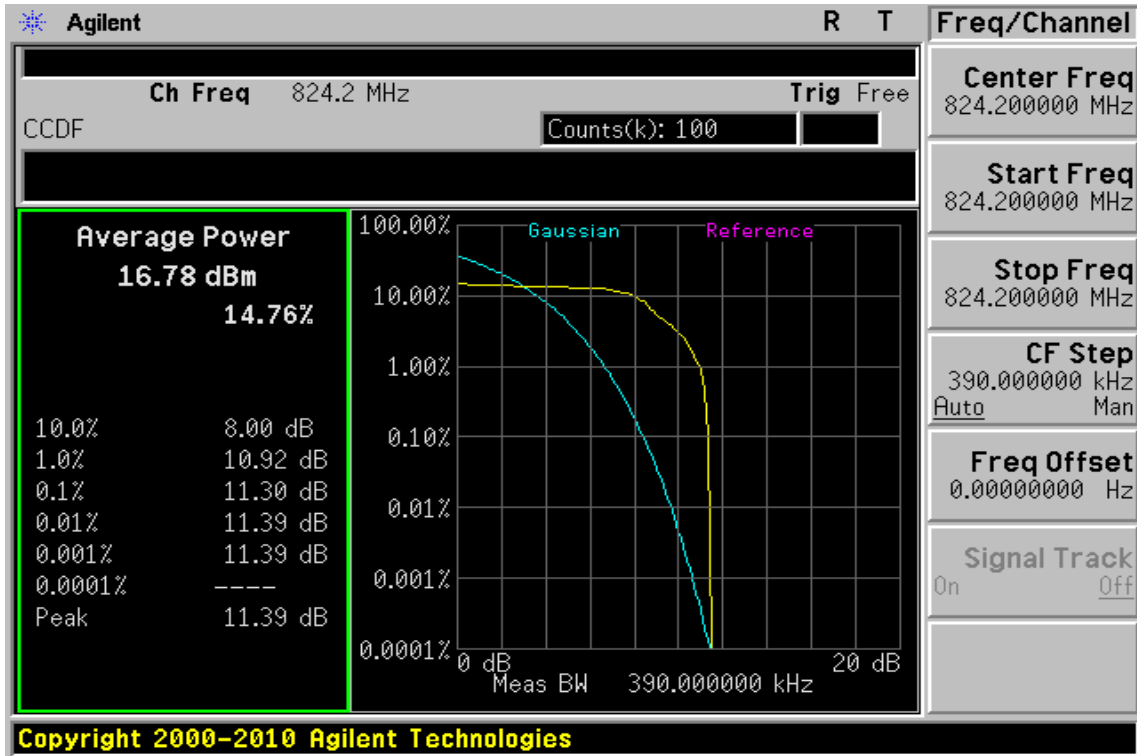 Agilent R T
Freq/Channel
Ch Freq 824.2 MHz Trig Free
CCDF Counts(k): 100
Average Power
16.78 dBm
14.76%
10.0% 8.00 dB
1.0% 10.92 dB
0.1% 11.30 dB
0.01% 11.39 dB
0.001% 11.39 dB
0.0001% ----
Peak 11.39 dB
Gaussian Reference
100.00%
10.00%
1.00%
0.10%
0.01%
0.001%
0.0001%
0 dB 20 dB
Meas BW 390.000000 kHz
Center Freq
824.200000 MHz
Start Freq
824.200000 MHz
Stop Freq
824.200000 MHz
CF Step
390.000000 kHz
Auto Man
Freq Offset
0.00000000 Hz
Signal Track
On Off
Copyright 2000-2010 Agilent Technologies